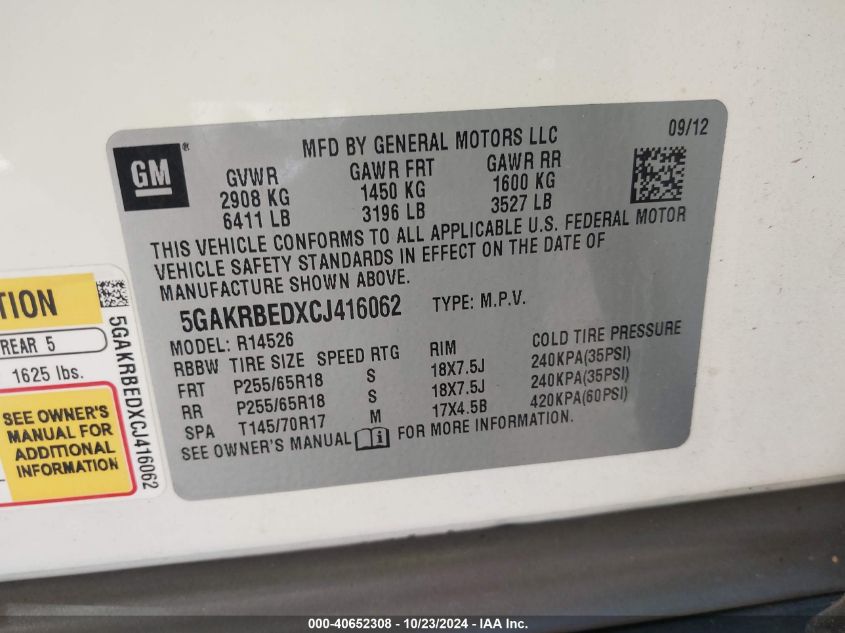 GM ®
MFD BY GENERAL MOTORS LLC 09/12
GVWR GAWR FRT GAWR RR
2908 KG 1450 KG 1600 KG
6411 LB 3196 LB 3527 LB
THIS VEHICLE CONFORMS TO ALL APPLICABLE U.S. FEDERAL MOTOR
VEHICLE SAFETY STANDARDS IN EFFECT ON THE DATE OF
MANUFACTURE SHOWN ABOVE.
5GAKRBEDXCJ416062 TYPE: M.P.V.
MODEL: R14526
RBBW TIRE SIZE SPEED RTG RIM COLD TIRE PRESSURE
FRT P255/65R18 S 18X7.5J 240KPA(35PSI)
RR P255/65R18 S 18X7.5J 240KPA(35PSI)
SPA T145/70R17 M 17X4.5B 420KPA(60PSI)
SEE OWNER'S MANUAL i FOR MORE INFORMATION.
REAR 5
1625 lbs.
SEE OWNER'S
MANUAL FOR
ADDITIONAL
INFORMATION
5GAKRBEDXCJ416062
000-40652308 - 10/23/2024 - IAA Inc.